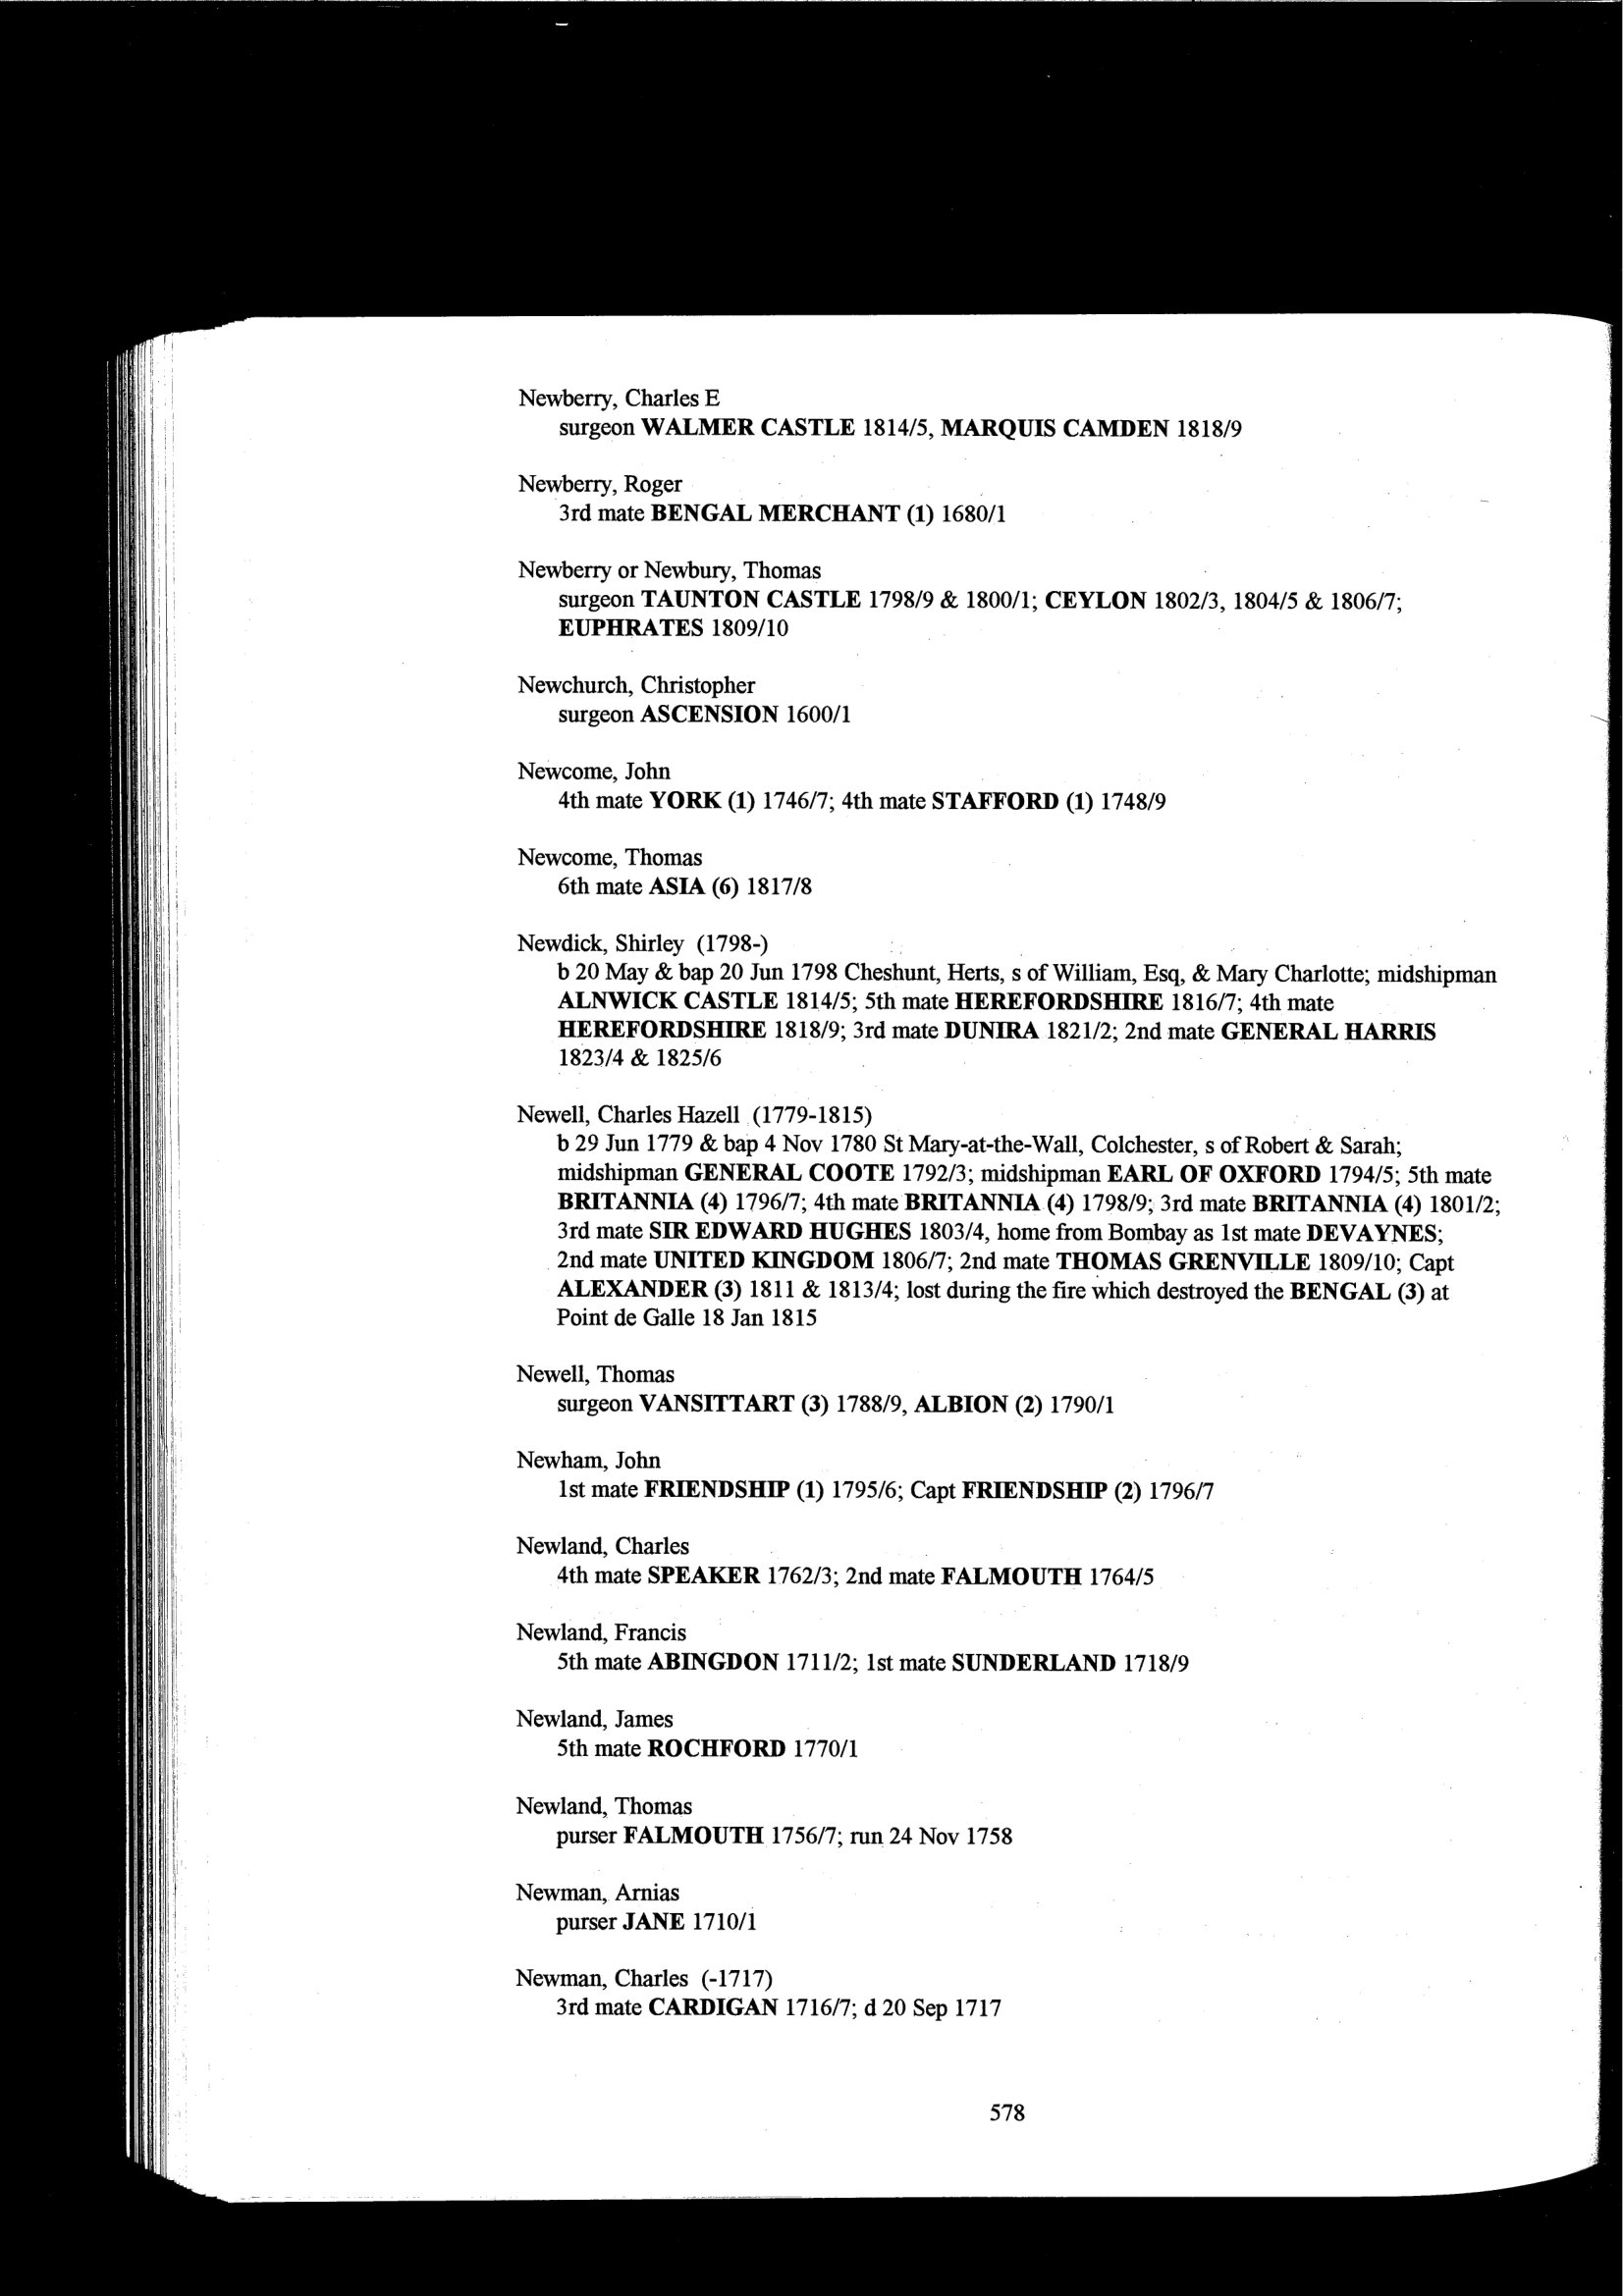 Newberry, Charles E
surgeon WALMER CASTLE 1814/5, MARQUIS CAMDEN 1818/9
Newberry, Roger
3rd mate BENGAL MERCHANT (1) 1680/1
Newberry or Newbury, Thomas
surgeon TAUNTON CASTLE 1798/9 & 1800/1; CEYLON 1802/3, 1804/5 & 1806/7;
EUPHRATES 1809/10
Newchurch, Christopher
surgeon ASCENSION 1600/1
Newcome, John
4th mate YORK (1) 1746/7; 4th mate STAFFORD (1) 1748/9
Newcome, Thomas
6th mate ASIA (6) 1817/8
Newdick, Shirley (1798-)
b 20 May & bap 20 Jun 1798 Cheshunt, Herts, s of William, Esq, & Mary Charlotte; midshipman
ALNWICK CASTLE 1814/5; 5th mate HEREFORDSHIRE 1816/7; 4th mate
HEREFORDSHIRE 1818/9; 3rd mate DUNIRA 1821/2; 2nd mate GENERAL HARRIS
1823/4 & 1825/6
Newell, Charles Hazell (1779-1815)
b 29 Jun 1779 & bap 4 Nov 1780 St Mary-at-the-Wall, Colchester, s of Robert & Sarah;
midshipman GENERAL COOTE 1792/3; midshipman EARL OF OXFORD 1794/5; 5th mate
BRITANNIA (4) 1796/7; 4th mate BRITANNIA (4) 1798/9; 3rd mate BRITANNIA (4) 1801/2;
3rd mate SIR EDWARD HUGHES 1803/4, home from Bombay as 1st mate DEVAYNES;
2nd mate UNITED KINGDOM 1806/7; 2nd mate THOMAS GRENVILLE 1809/10; Capt
ALEXANDER (3) 1811 & 1813/4; lost during the fire which destroyed the BENGAL (3) at
Point de Galle 18 Jan 1815
Newell, Thomas
surgeon VANSITTART (3) 1788/9, ALBION (2) 1790/1
Newham, John
1st mate FRIENDSHIP (1) 1795/6; Capt FRIENDSHIP (2) 1796/7
Newland, Charles
4th mate SPEAKER 1762/3; 2nd mate FALMOUTH 1764/5
Newland, Francis
5th mate ABINGDON 1711/2; 1st mate SUNDERLAND 1718/9
Newland, James
5th mate ROCHFORD 1770/1
Newland, Thomas
purser FALMOUTH 1756/7; run 24 Nov 1758
Newman, Arnias
purser JANE 1710/1
Newman, Charles (-1717)
3rd mate CARDIGAN 1716/7; d 20 Sep 1717
578